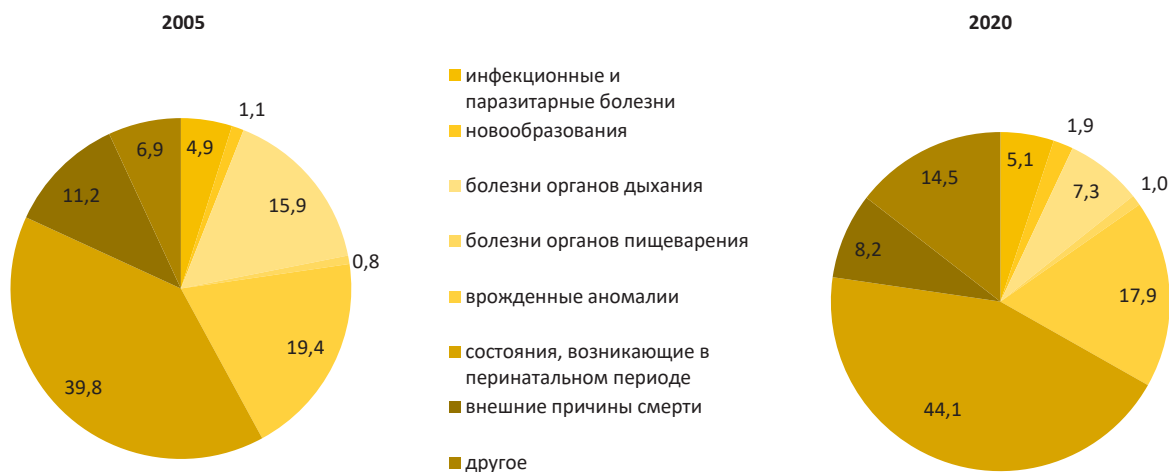 2005
2020
1,1
4,9
6,9
11,2
15,9
0,8
19,4
39,8
инфекционные и
паразитарные болезни
новообразования
болезни органов дыхания
болезни органов пищеварения
врожденные аномалии
состояния, возникающие в
перинатальном периоде
внешние причины смерти
другое
1,9
5,1
1,0
7,3
14,5
8,2
17,9
44,1